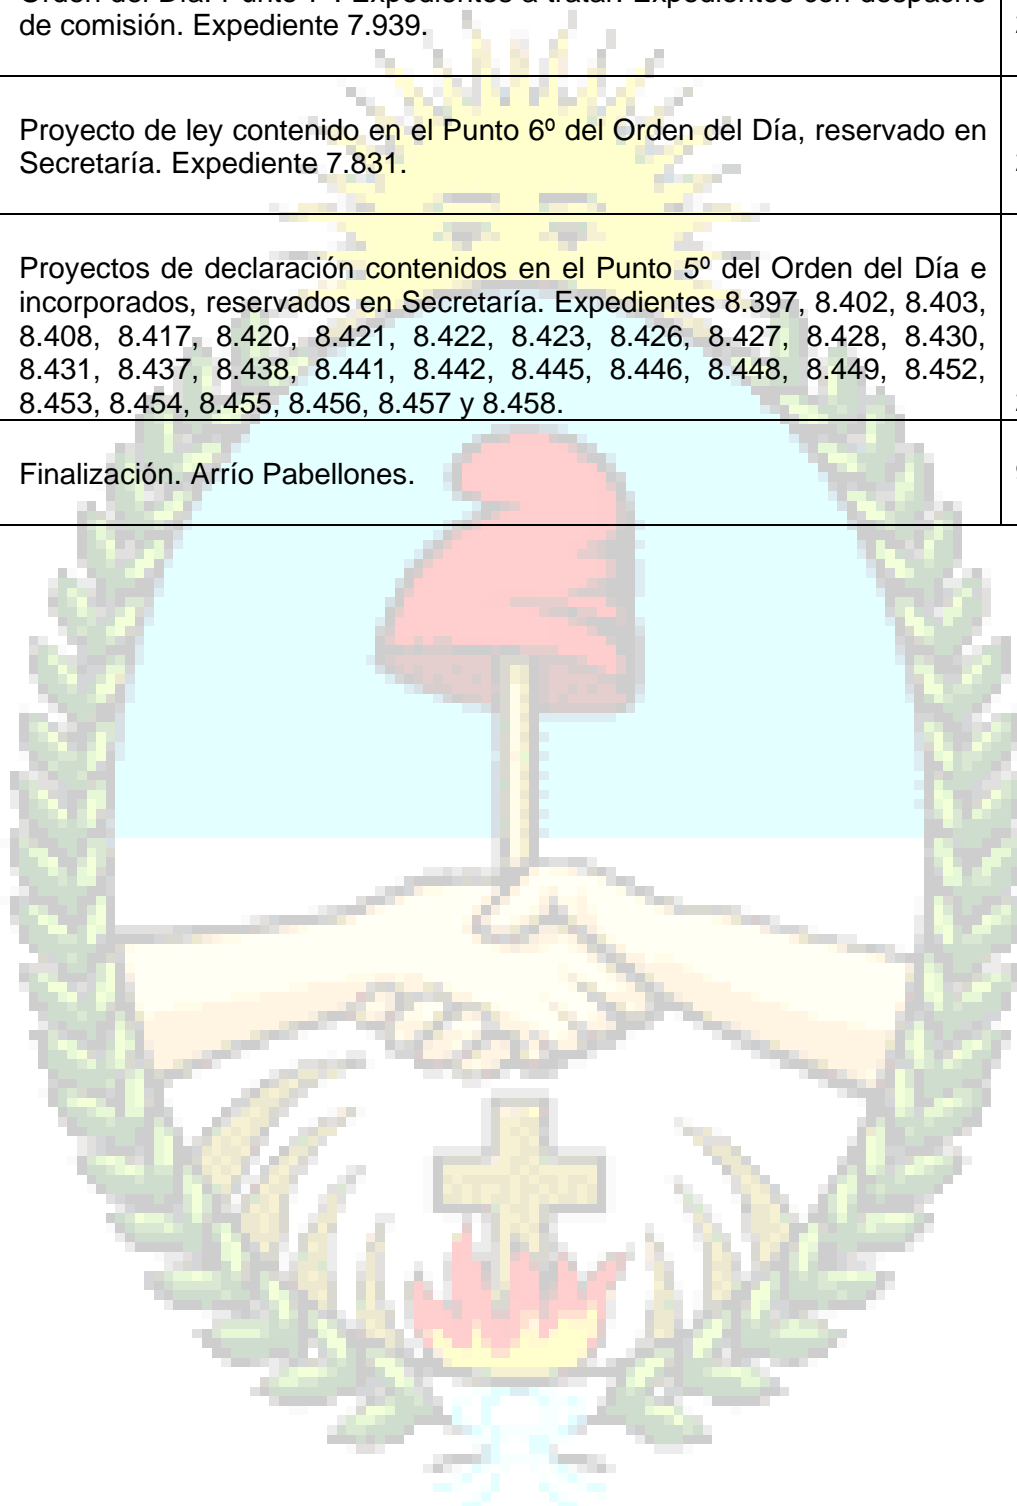 de comisión. Expediente 7.939.
Proyecto de ley contenido en el Punto 6º del Orden del Día, reservado en
Secretaría. Expediente 7.831.
Proyectos de declaración contenidos en el Punto 5º del Orden del Día e
incorporados, reservados en Secretaría. Expedientes 8.397, 8.402, 8.403,
8.408, 8.417, 8.420, 8.421, 8.422, 8.423, 8.426, 8.427, 8.428, 8.430,
8.431, 8.437, 8.438, 8.441, 8.442, 8.445, 8.446, 8.448, 8.449, 8.452,
8.453, 8.454, 8.455, 8.456, 8.457 y 8.458.
Finalización. Arrío Pabellones.